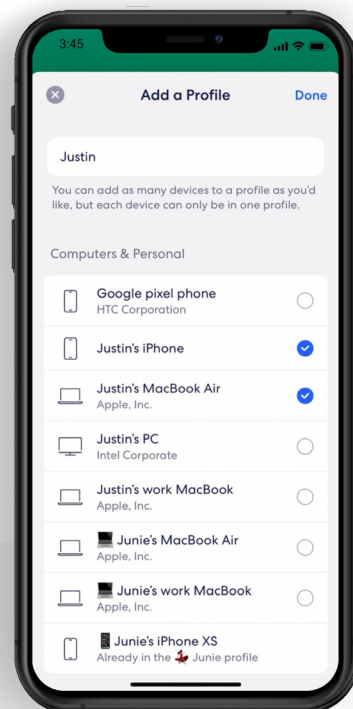 3:45
Add a Profile
Done
Justin
You can add as many devices to a profile as you'd
like, but each device can only be in one profile.
Computers & Personal
Google pixel phone
HTC Corporation
Justin's iPhone
Justin's MacBook Air
Apple, Inc.
Justin's PC
Intel Corporate
Justin's work MacBook
Apple, Inc.
💻 Junie's MacBook Air
Apple, Inc.
💻 Junie's work MacBook
Apple, Inc.
📱 Junie's iPhone XS
Already in the 💃 Junie profile